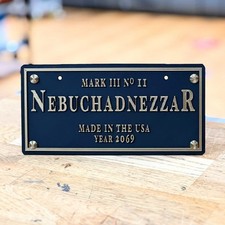 MARK III Nº 11
NEBUCHADNEZZAR
MADE IN THE USA
YEAR 2069